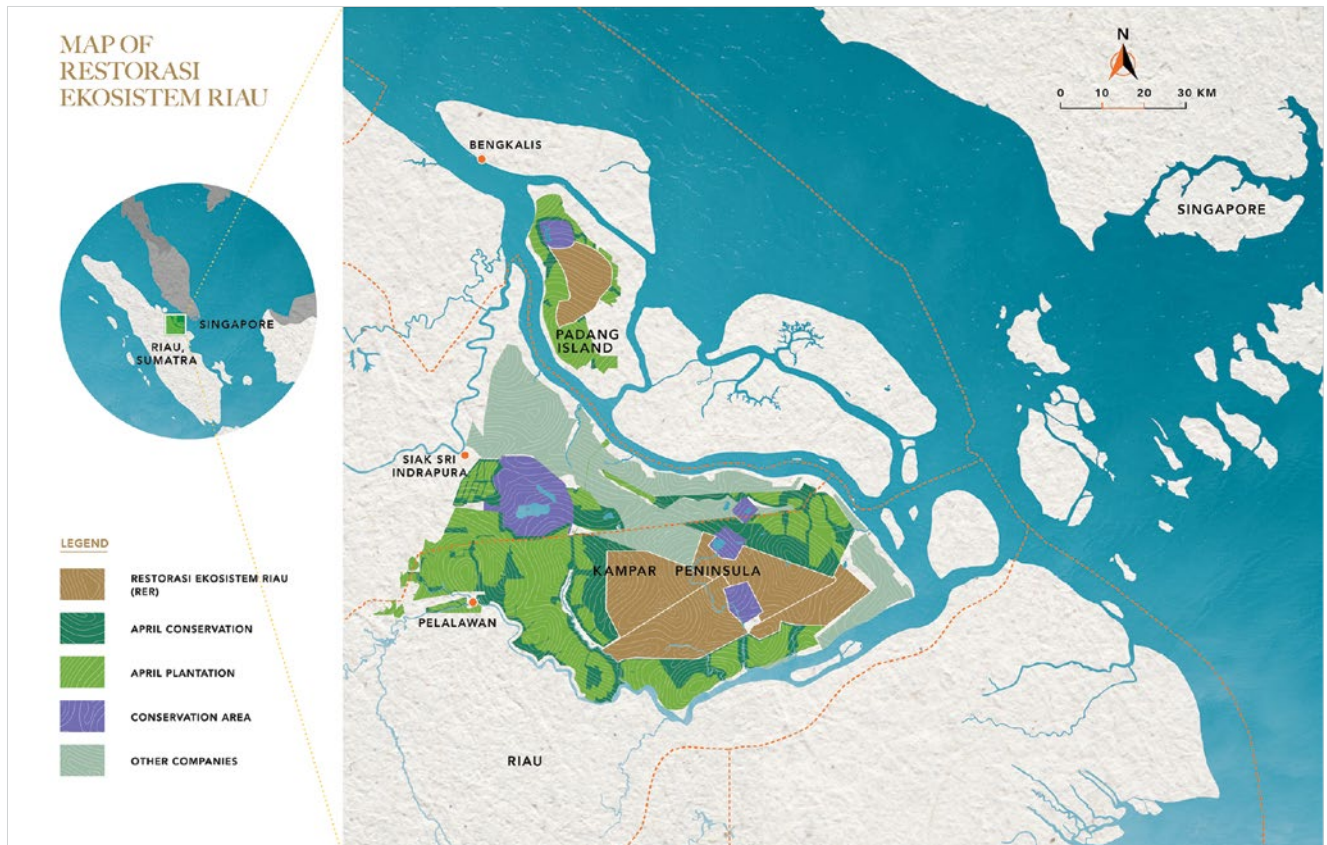 MAP OF
RESTORASI
EKOSISTEM RIAU
SINGAPORE
RIAU,
SUMATRA
LEGEND
RESTORASI EKOSISTEM RIAU
(RER)
APRIL CONSERVATION
APRIL PLANTATION
CONSERVATION AREA
OTHER COMPANIES
N
0 10 20 30 KM
BENGKALIS
SINGAPORE
PADANG
ISLAND
SIAK SRI
INDRAPURA
KAMPAR PENINSULA
PELALAWAN
RIAU